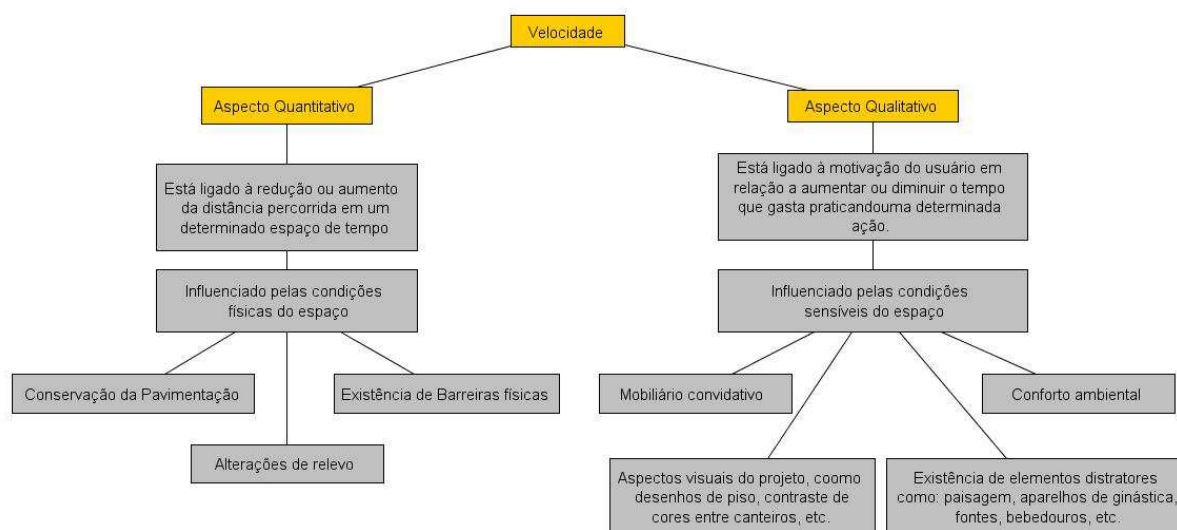 Velocidade
Aspecto Quantitativo
Aspecto Qualitativo
Está ligado à redução ou aumento
da distância percorrida em um
determinado espaço de tempo
Está ligado à motivação do usuário em
relação a aumentar ou diminuir o tempo
que gasta praticandouma determinada
ação.
Influenciado pelas condições
físicas do espaço
Influenciado pelas condições
sensíveis do espaço
Conservação da Pavimentação
Existência de Barreiras físicas
Mobiliário convidativo
Conforto ambiental
Alterações de relevo
Aspectos visuais do projeto, coomo
desenhos de piso, contraste de
cores entre canteiros, etc.
Existência de elementos distratores
como: paisagem, aparelhos de ginástica,
fontes, bebedouros, etc.